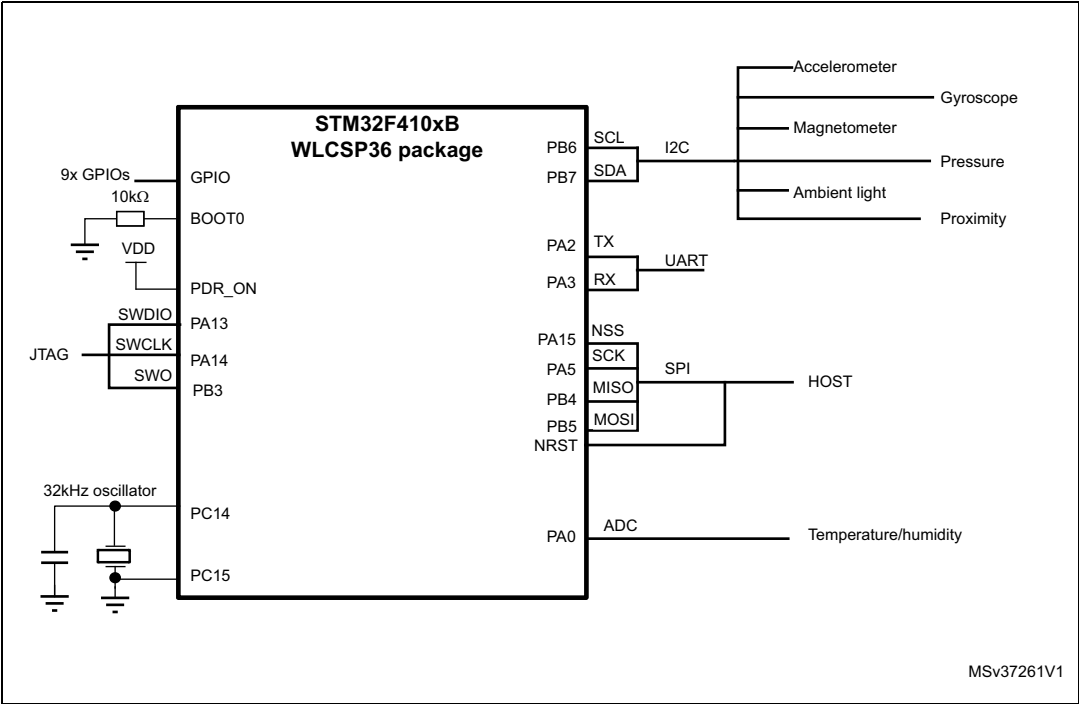 STM32F410xB
WLCSP36 package
9x GPIOs
GPIO
10kΩ
BOOT0
VDD
PDR_ON
JTAG
SWDIO
PA13
SWCLK
PA14
SWO
PB3
32kHz oscillator
PC14
PC15
PB6
SCL
PB7
SDA
I2C
Accelerometer
Gyroscope
Magnetometer
Pressure
Ambient light
Proximity
PA2
TX
PA3
RX
UART
PA15
NSS
PA5
SCK
PB4
MISO
PB5
MOSI
NRST
SPI
HOST
PA0
ADC
Temperature/humidity
MSv37261V1